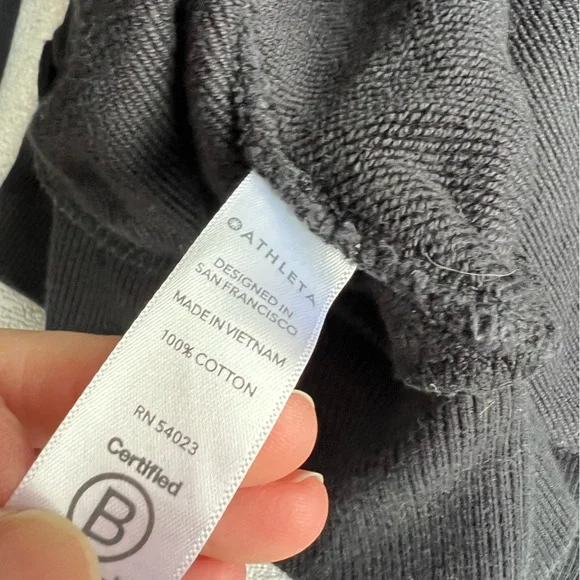 ATHLETA
DESIGNED IN
SAN FRANCISCO
MADE IN VIETNAM
100% COTTON
RN 54023
Certified
B